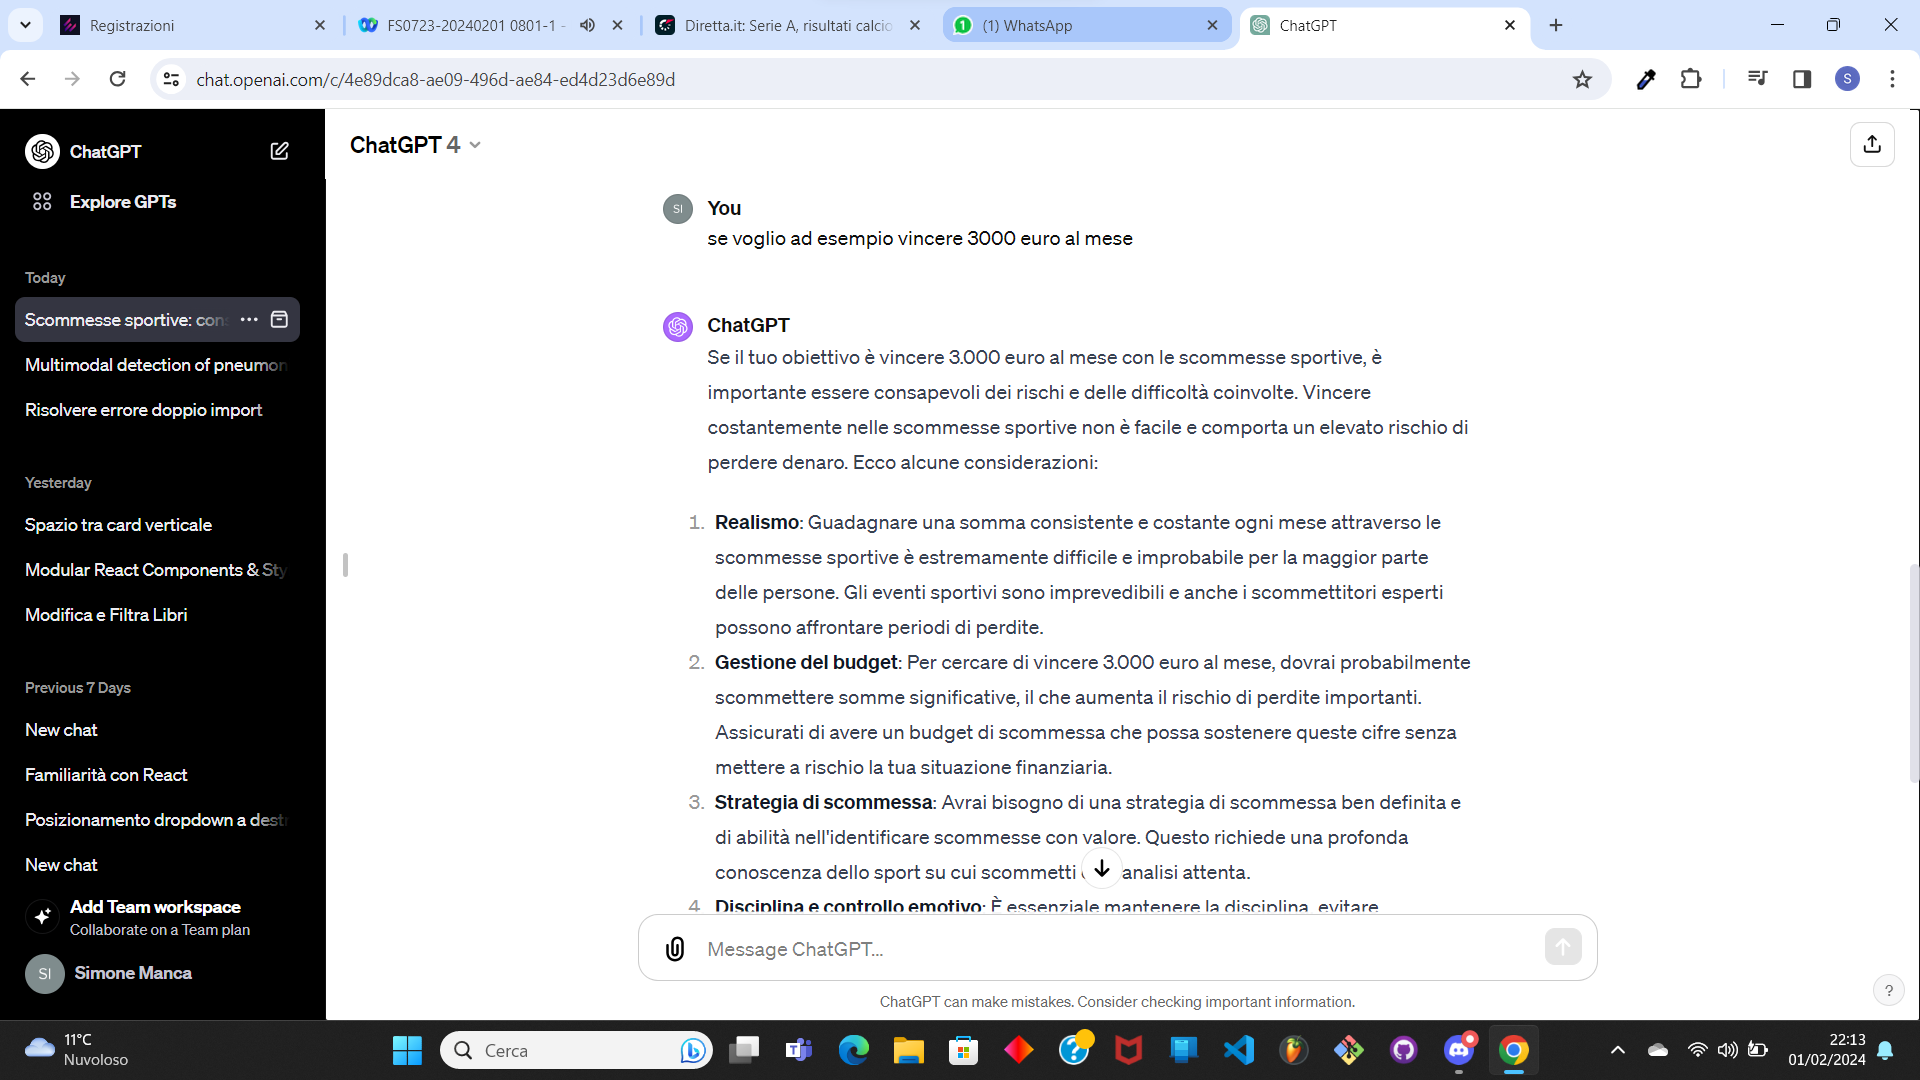 Registrazioni
FS0723-20240201 0801-1 -
Diretta.it: Serie A, risultati calcio
(1) WhatsApp
ChatGPT
chat.openai.com/c/4e89dca8-ae09-496d-ae84-ed4d23d6e89d
S
ChatGPT
Explore GPTs
Today
Scommesse sportive: con
Multimodal detection of pneumon
Risolvere errore doppio import
Yesterday
Spazio tra card verticale
Modular React Components & Sty
Modifica e Filtra Libri
Previous 7 Days
New chat
Familiarità con React
Posizionamento dropdown a destr
New chat
Add Team workspace
Collaborate on a Team plan
SI
Simone Manca
ChatGPT 4
SI
You
se voglio ad esempio vincere 3000 euro al mese
ChatGPT
Se il tuo obiettivo è vincere 3.000 euro al mese con le scommesse sportive, è
importante essere consapevoli dei rischi e delle difficoltà coinvolte. Vincere
costantemente nelle scommesse sportive non è facile e comporta un elevato rischio di
perdere denaro. Ecco alcune considerazioni:
1. Realismo: Guadagnare una somma consistente e costante ogni mese attraverso le
scommesse sportive è estremamente difficile e improbabile per la maggior parte
delle persone. Gli eventi sportivi sono imprevedibili e anche i scommettitori esperti
possono affrontare periodi di perdite.
2. Gestione del budget: Per cercare di vincere 3.000 euro al mese, dovrai probabilmente
scommettere somme significative, il che aumenta il rischio di perdite importanti.
Assicurati di avere un budget di scommessa che possa sostenere queste cifre senza
mettere a rischio la tua situazione finanziaria.
3. Strategia di scommessa: Avrai bisogno di una strategia di scommessa ben definita e
di abilità nell'identificare scommesse con valore. Questo richiede una profonda
conoscenza dello sport su cui scommetti analisi attenta.
4. Disciplina e controllo emotivo: È essenziale mantenere la disciplina, evitare
Message ChatGPT...
ChatGPT can make mistakes. Consider checking important information.
?
11°C
Nuvoloso
Cerca
22:13
01/02/2024